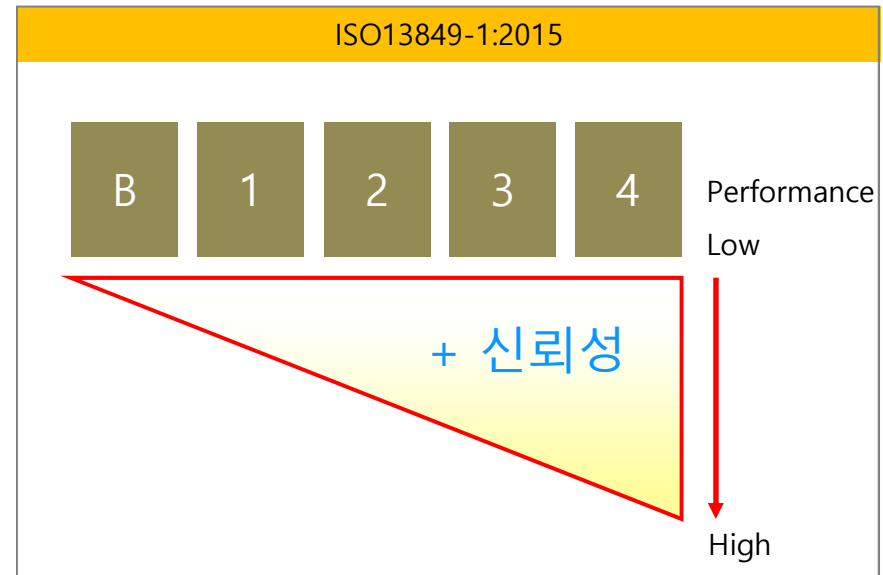 ISO13849-1:2015
B 1 2 3 4
Performance
Low
+ 신뢰성
High